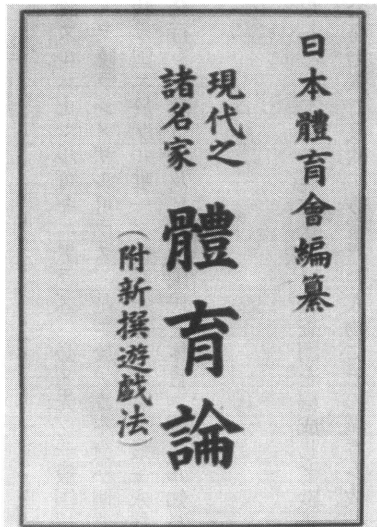 日本體育會編纂
現代之
諸名家
體育論
(附新撰遊戲法)